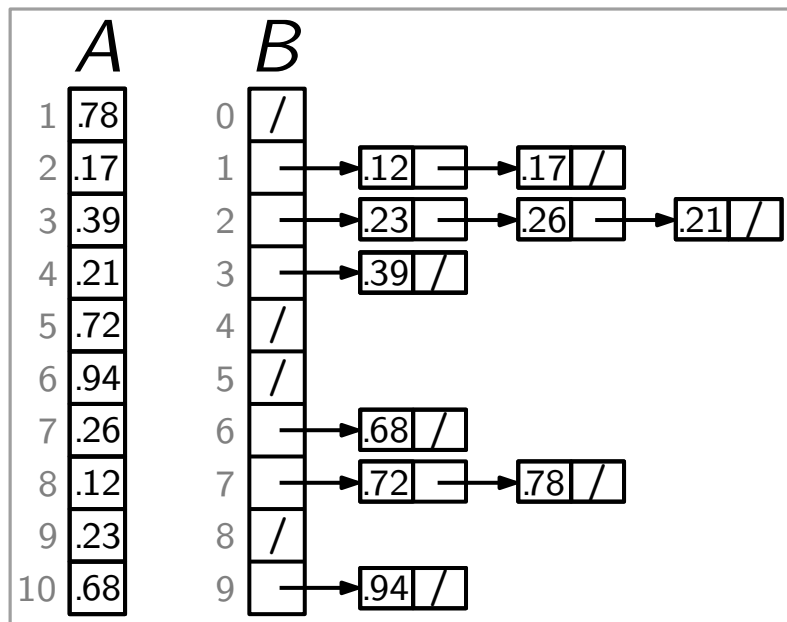 A B
1 .78 0 /
2 .17 1 .12 .17 /
3 .39 2 .23 .26 .21 /
4 .21 3 .39 /
5 .72 4 /
6 .94 5 /
7 .26 6 .68 /
8 .12 7 .72 .78 /
9 .23 8 /
10 .68 9 .94 /